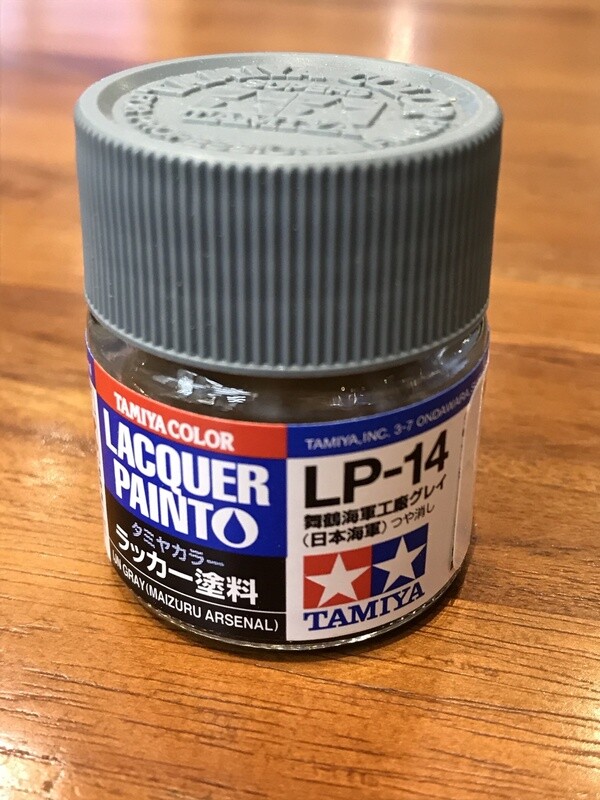 TAMIYA COLOR
LACQUER
PAINT
タミヤカラー
ラッカー塗料
IJN GRAY (MAIZURU ARSENAL)
TAMIYA, INC. 3-7 ONDAWARA, S
LP-14
舞鶴海軍工廠グレイ
(日本海軍) つや消し
TAMIYA